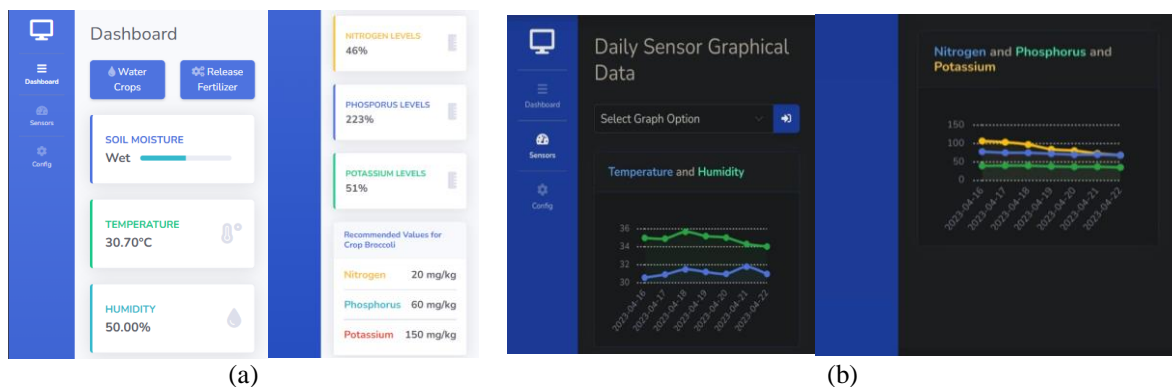 Dashboard
Sensors
Config
Dashboard
Water
Crops
Release
Fertilizer
SOIL MOISTURE
Wet
TEMPERATURE
30.70°C
HUMIDITY
50.00%
NITROGEN LEVELS
46%
PHOSPORUS LEVELS
223%
POTASSIUM LEVELS
51%
Recommended Values for
Crop Broccoli
Nitrogen 20 mg/kg
Phosphorus 60 mg/kg
Potassium 150 mg/kg
(a)
Dashboard
Sensors
Config
Daily Sensor Graphical
Data
Select Graph Option
Temperature and Humidity
36
34
32
30
2023-04-16
2023-04-17
2023-04-18
2023-04-19
2023-04-20
2023-04-21
2023-04-22
Nitrogen and Phosphorus and
Potassium
150
100
50
0
2023-04-16
2023-04-17
2023-04-18
2023-04-19
2023-04-20
2023-04-21
2023-04-22
(b)